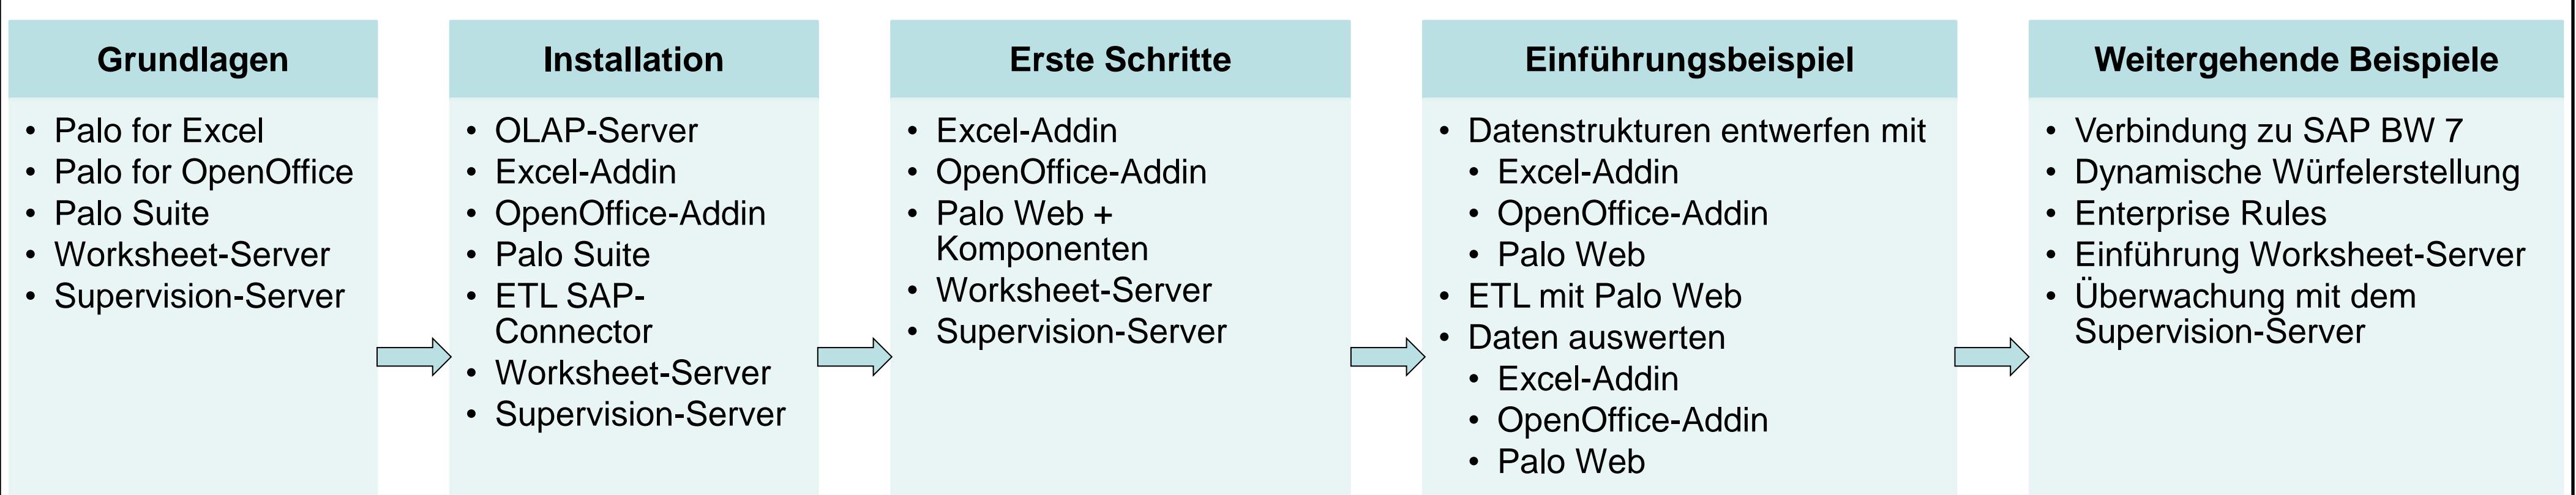 Grundlagen
• Palo for Excel
• Palo for OpenOffice
• Palo Suite
• Worksheet-Server
• Supervision-Server
Installation
• OLAP-Server
• Excel-Addin
• OpenOffice-Addin
• Palo Suite
• ETL SAP-
Connector
• Worksheet-Server
• Supervision-Server
Erste Schritte
• Excel-Addin
• OpenOffice-Addin
• Palo Web +
Komponenten
• Worksheet-Server
• Supervision-Server
Einführungsbeispiel
• Datenstrukturen entwerfen mit
• Excel-Addin
• OpenOffice-Addin
• Palo Web
• ETL mit Palo Web
• Daten auswerten
• Excel-Addin
• OpenOffice-Addin
• Palo Web
Weitergehende Beispiele
• Verbindung zu SAP BW 7
• Dynamische Würfelerstellung
• Enterprise Rules
• Einführung Worksheet-Server
• Überwachung mit dem
Supervision-Server